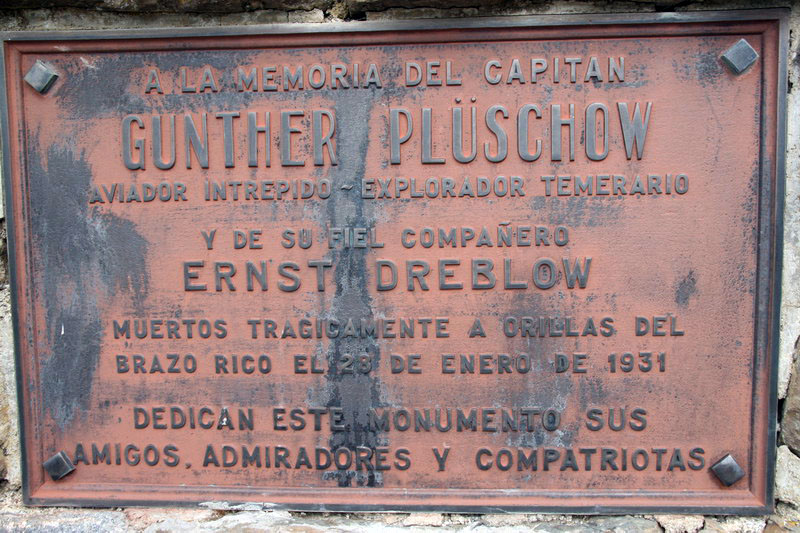 A LA MEMORIA DEL CAPITAN
GUNTHER PLÜSCHOW
AVIADOR INTREPIDO - EXPLORADOR TEMERARIO
Y DE SU FIEL COMPAÑERO
ERNST DREBLOW
MUERTOS TRAGICAMENTE A ORILLAS DEL
BRAZO RICO EL 28 DE ENERO DE 1931
DEDICAN ESTE MONUMENTO SUS
AMIGOS, ADMIRADORES Y COMPATRIOTAS